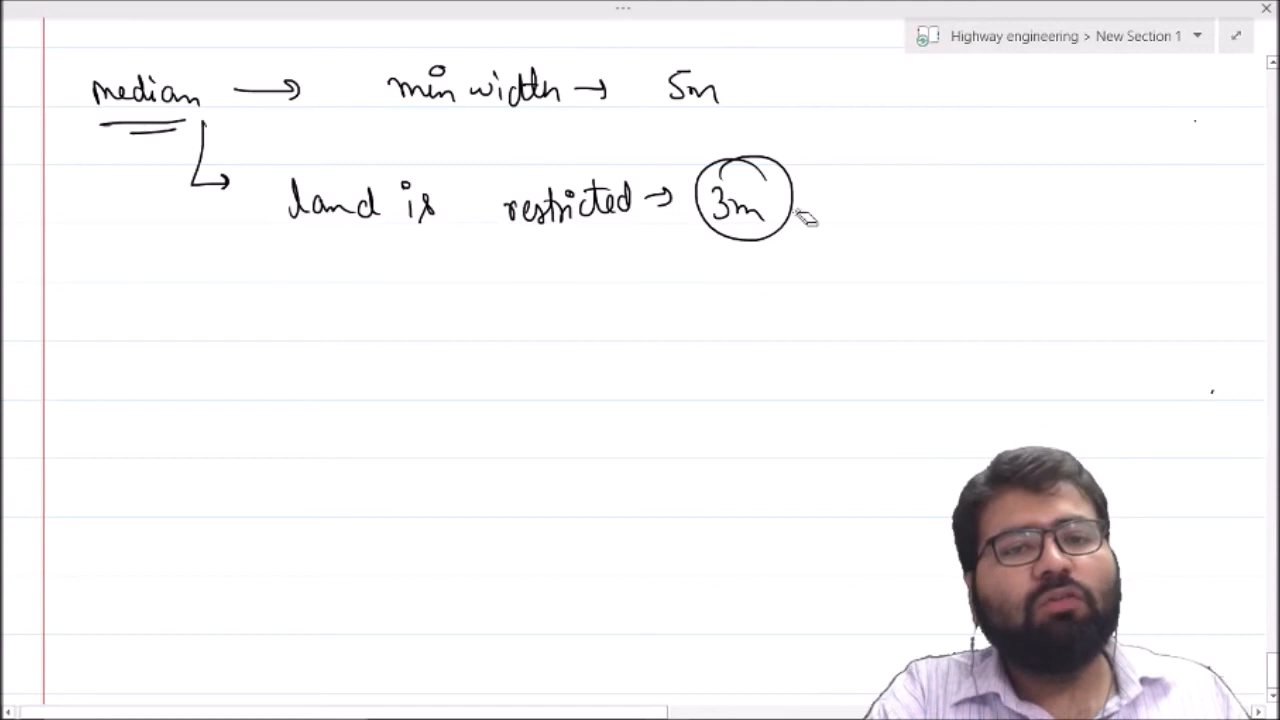 Highway engineering > New Section 1
median → min width → 5m
land is restricted → 3m